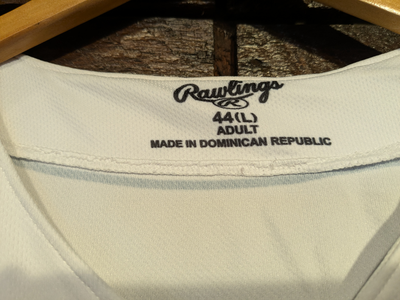 Rawlings
R
44(L)
ADULT
MADE IN DOMINICAN REPUBLIC